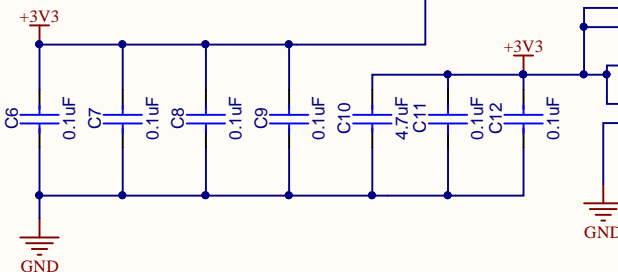 +3V3
+3V3
C6
0.1uF
C7
0.1uF
C8
0.1uF
C9
0.1uF
C10
4.7uF
C11
0.1uF
C12
0.1uF
GND
GND